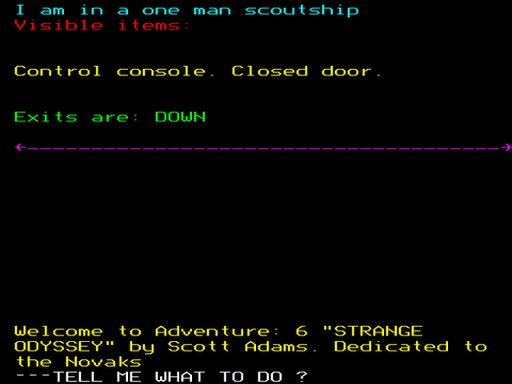 I am in a one man scoutship
Visible items:
Control console. Closed door.
Exits are: DOWN
Welcome to Adventure: 6 "STRANGE
ODYSSEY" by Scott Adams. Dedicated to
the Novaks
---TELL ME WHAT TO DO ?